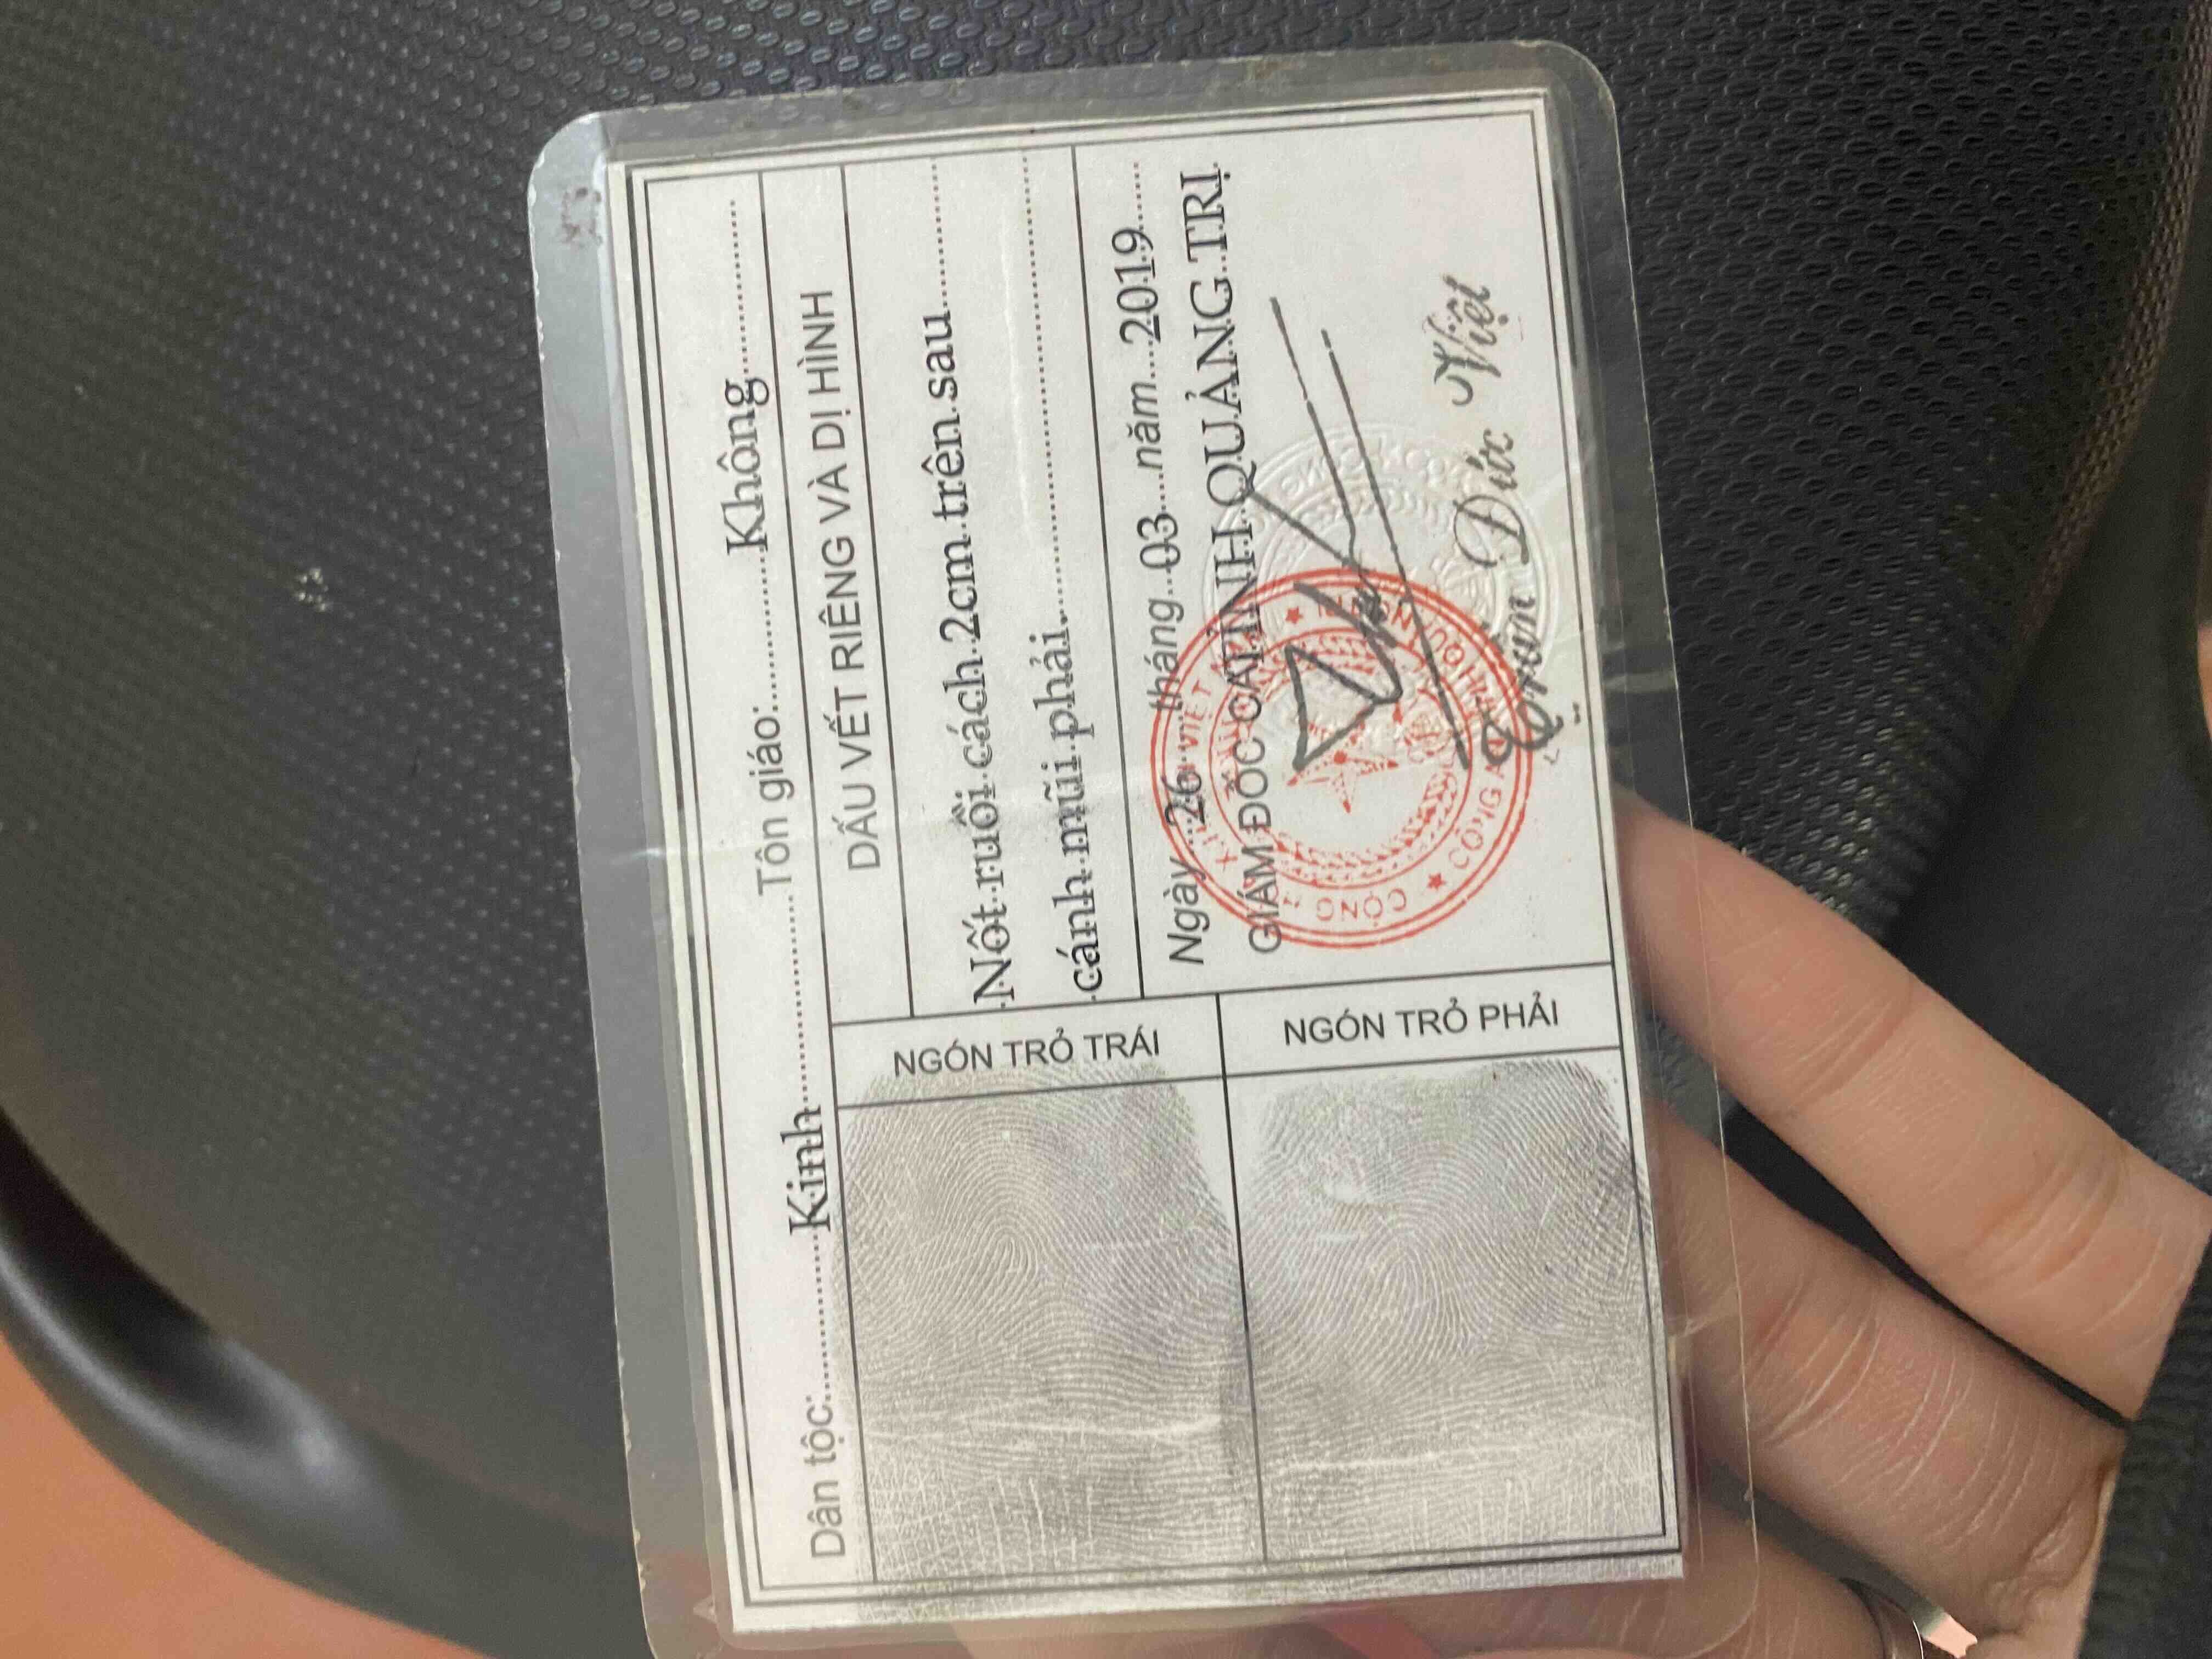 Dân tộc: Kinh Tôn giáo: Không
DẤU VẾT RIÊNG VÀ DỊ HÌNH
NGÓN TRỎ TRÁI
Nốt ruồi cách 2cm trên sau
cánh mũi phải.
NGÓN TRỎ PHẢI
Ngày 26 tháng 03 năm 2019
GIÁM ĐỐC CA TỈNH QUẢNG TRỊ
Trần Đức Việt